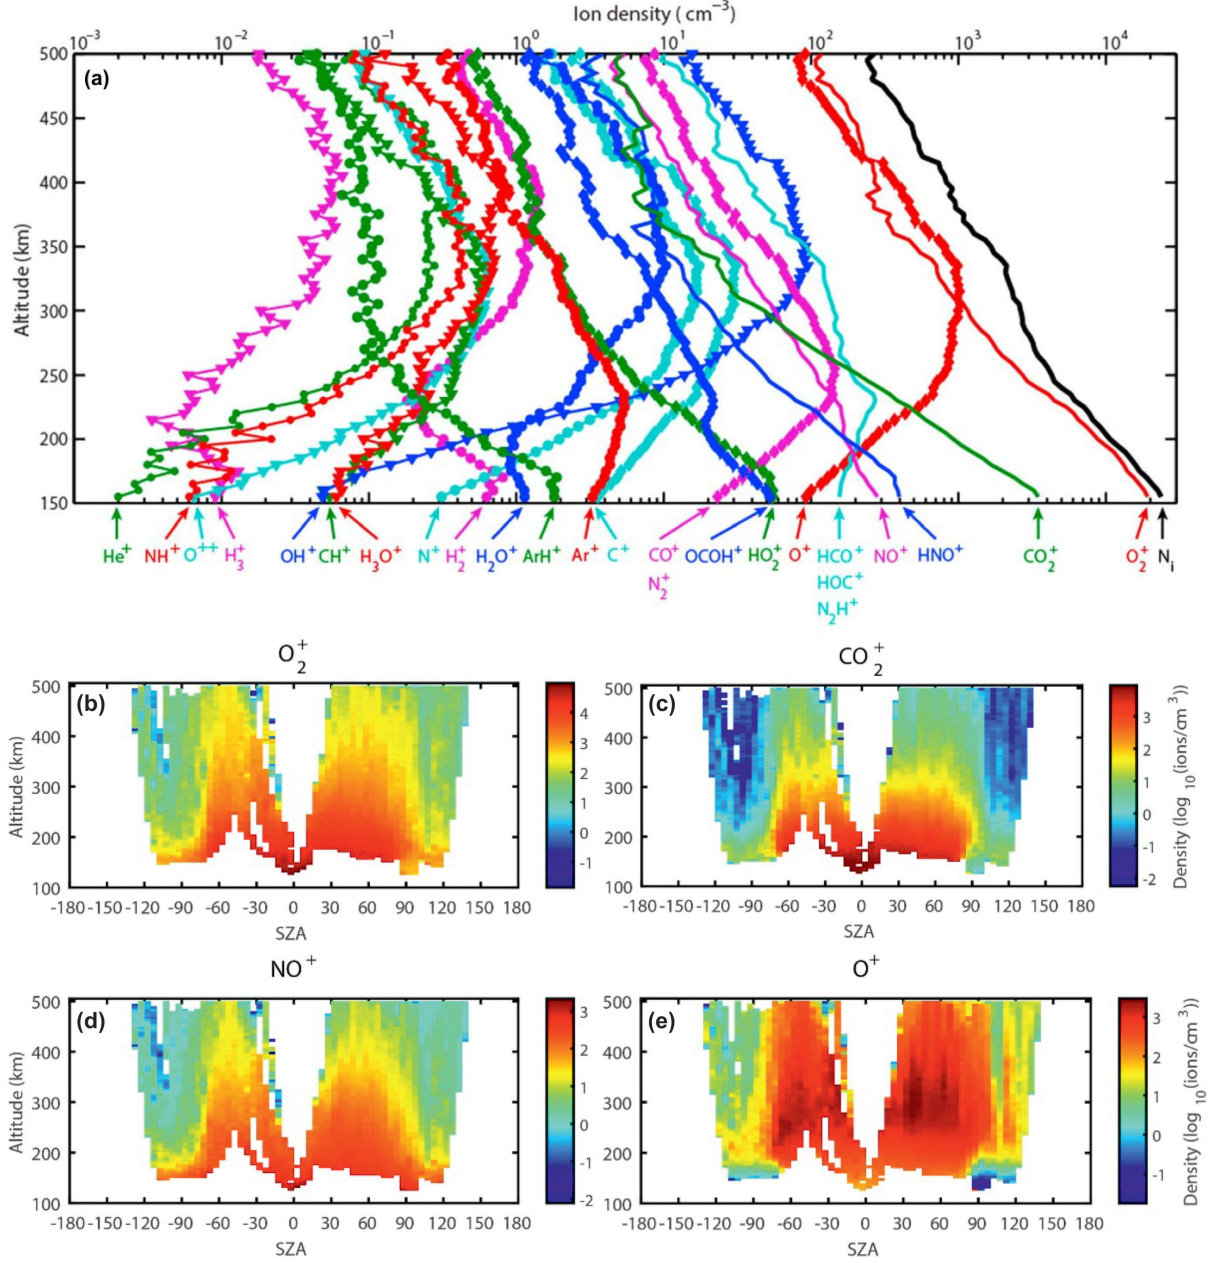 Ion density ( cm⁻³)
10⁻³ 10⁻² 10⁻¹ 10⁰ 10¹ 10² 10³ 10⁴
(a)
Altitude (km)
500
450
400
350
300
250
200
150
He⁺ NH⁺ O⁺⁺ H₃⁺ OH⁺ CH⁺ H₃O⁺ N⁺ H₂⁺ H₂O⁺ ArH⁺ Ar⁺ C⁺ CO⁺ OCOH⁺ HO₂⁺ O⁺ HCO⁺ NO⁺ HNO⁺ CO₂⁺ O₂⁺ Nᵢ
N₂⁺ HOC⁺
N₂H⁺
O₂⁺
(b)
Altitude (km)
500
400
300
200
100
-180 -150 -120 -90 -60 -30 0 30 60 90 120 150 180
SZA
4
3
2
1
0
-1
CO₂⁺
(c)
500
400
300
200
100
-180 -150 -120 -90 -60 -30 0 30 60 90 120 150 180
SZA
3
2
1
0
-1
-2
Density (log ₁₀(ions/cm ³))
NO⁺
(d)
Altitude (km)
500
400
300
200
100
-180 -150 -120 -90 -60 -30 0 30 60 90 120 150 180
SZA
3
2
1
0
-1
-2
O⁺
(e)
500
400
300
200
100
-180 -150 -120 -90 -60 -30 0 30 60 90 120 150 180
SZA
3
2
1
0
-1
Density (log ₁₀(ions/cm ³))